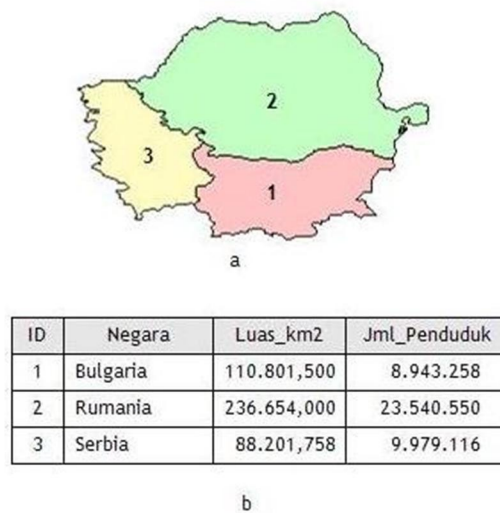 2
3
1
a
ID Negara Luas_km2 Jml_Penduduk
1 Bulgaria 110.801,500 8.943.258
2 Rumania 236.654,000 23.540.550
3 Serbia 88.201,758 9.979.116
b